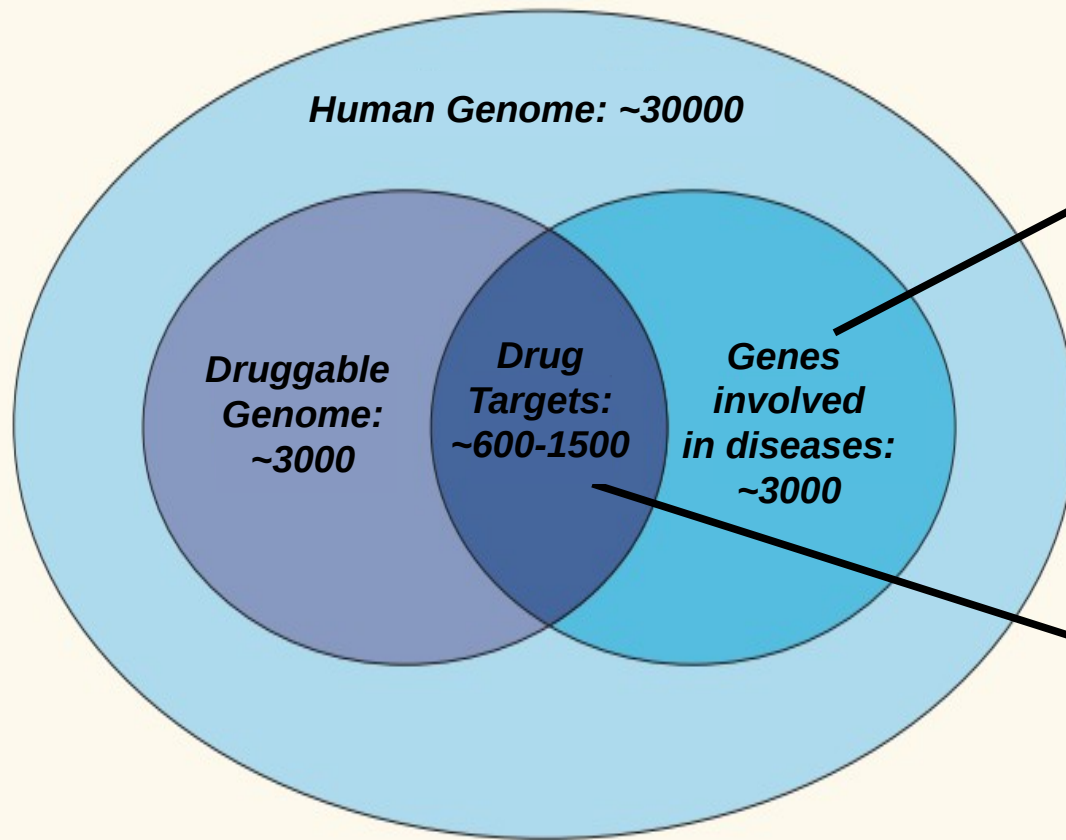 Human Genome: ~30000
Druggable
Genome:
~3000
Drug
Targets:
~600-1500
Genes
involved
in diseases:
~3000